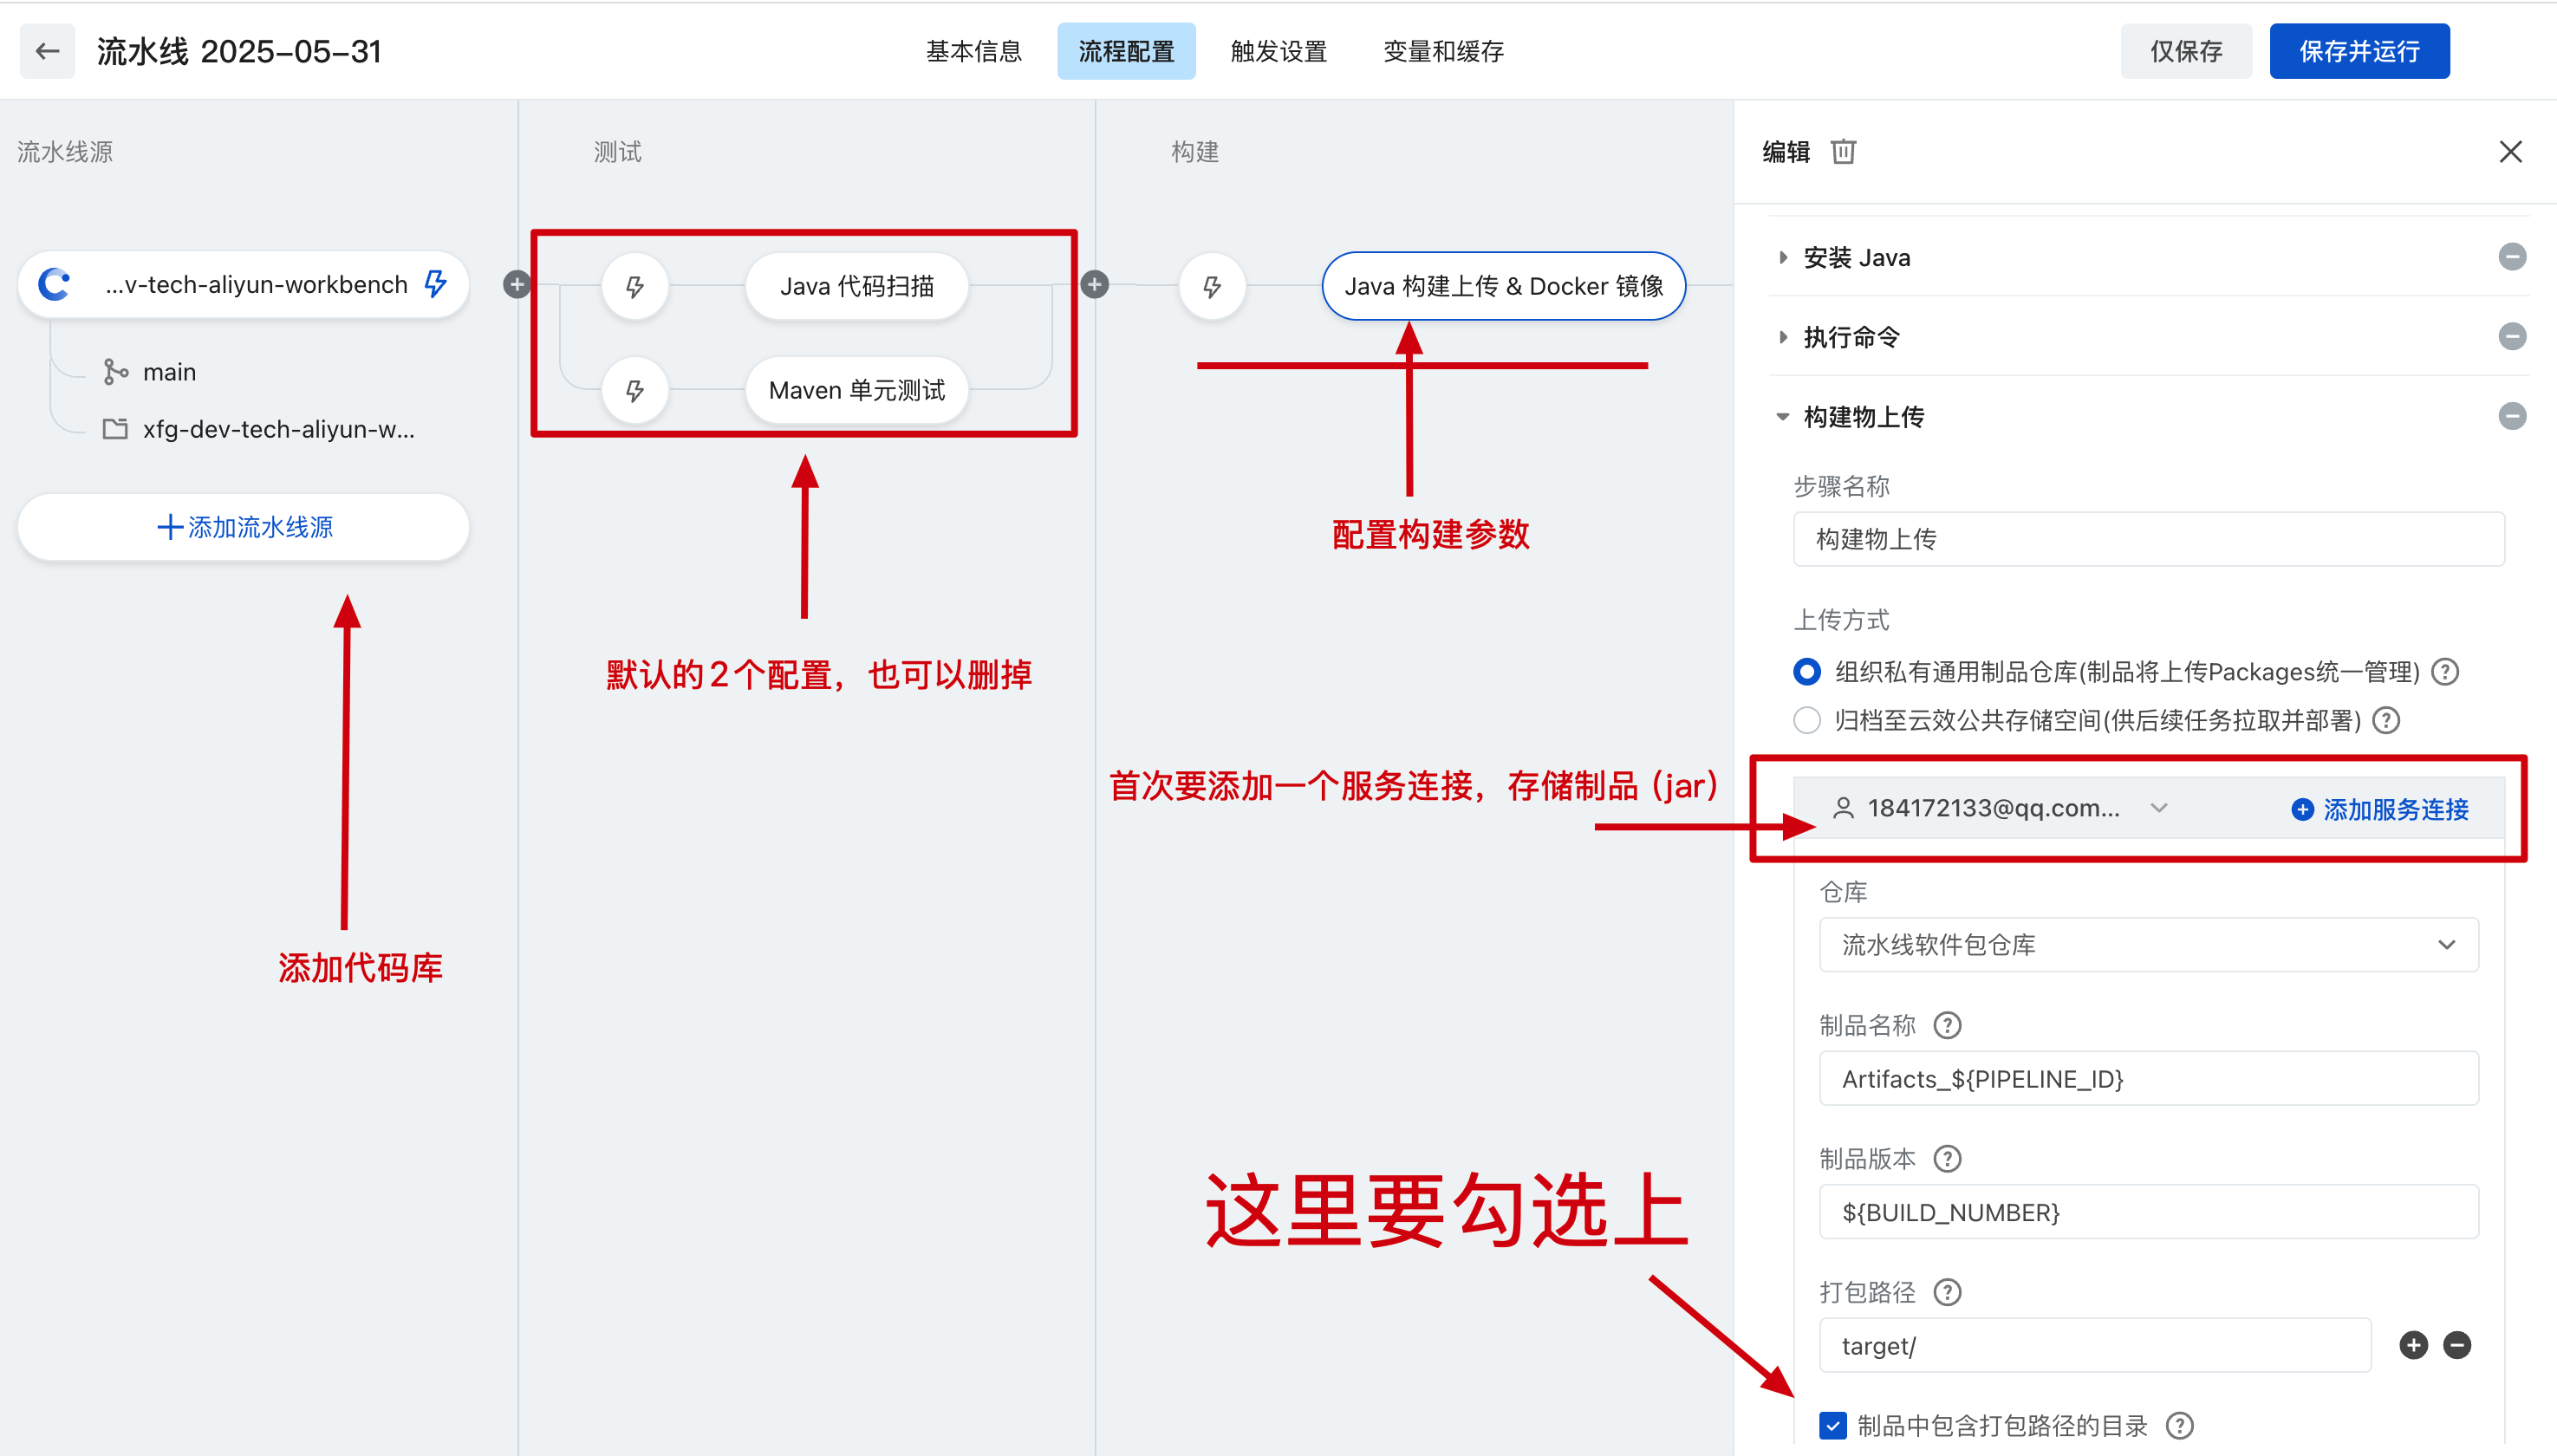 流水线 2025-05-31
基本信息
流程配置
触发设置
变量和缓存
仅保存
保存并运行
流水线源
测试
构建
编辑
...v-tech-aliyun-workbench
main
xfg-dev-tech-aliyun-w...
添加流水线源
添加代码库
Java 代码扫描
Maven 单元测试
默认的2个配置，也可以删掉
Java 构建上传 & Docker 镜像
配置构建参数
首次要添加一个服务连接，存储制品（jar）
这里要勾选上
安装 Java
执行命令
构建物上传
步骤名称
构建物上传
上传方式
组织私有通用制品仓库(制品将上传Packages统一管理)
归档至云效公共存储空间(供后续任务拉取并部署)
184172133@qq.com...
添加服务连接
仓库
流水线软件包仓库
制品名称
Artifacts_${PIPELINE_ID}
制品版本
${BUILD_NUMBER}
打包路径
target/
制品中包含打包路径的目录